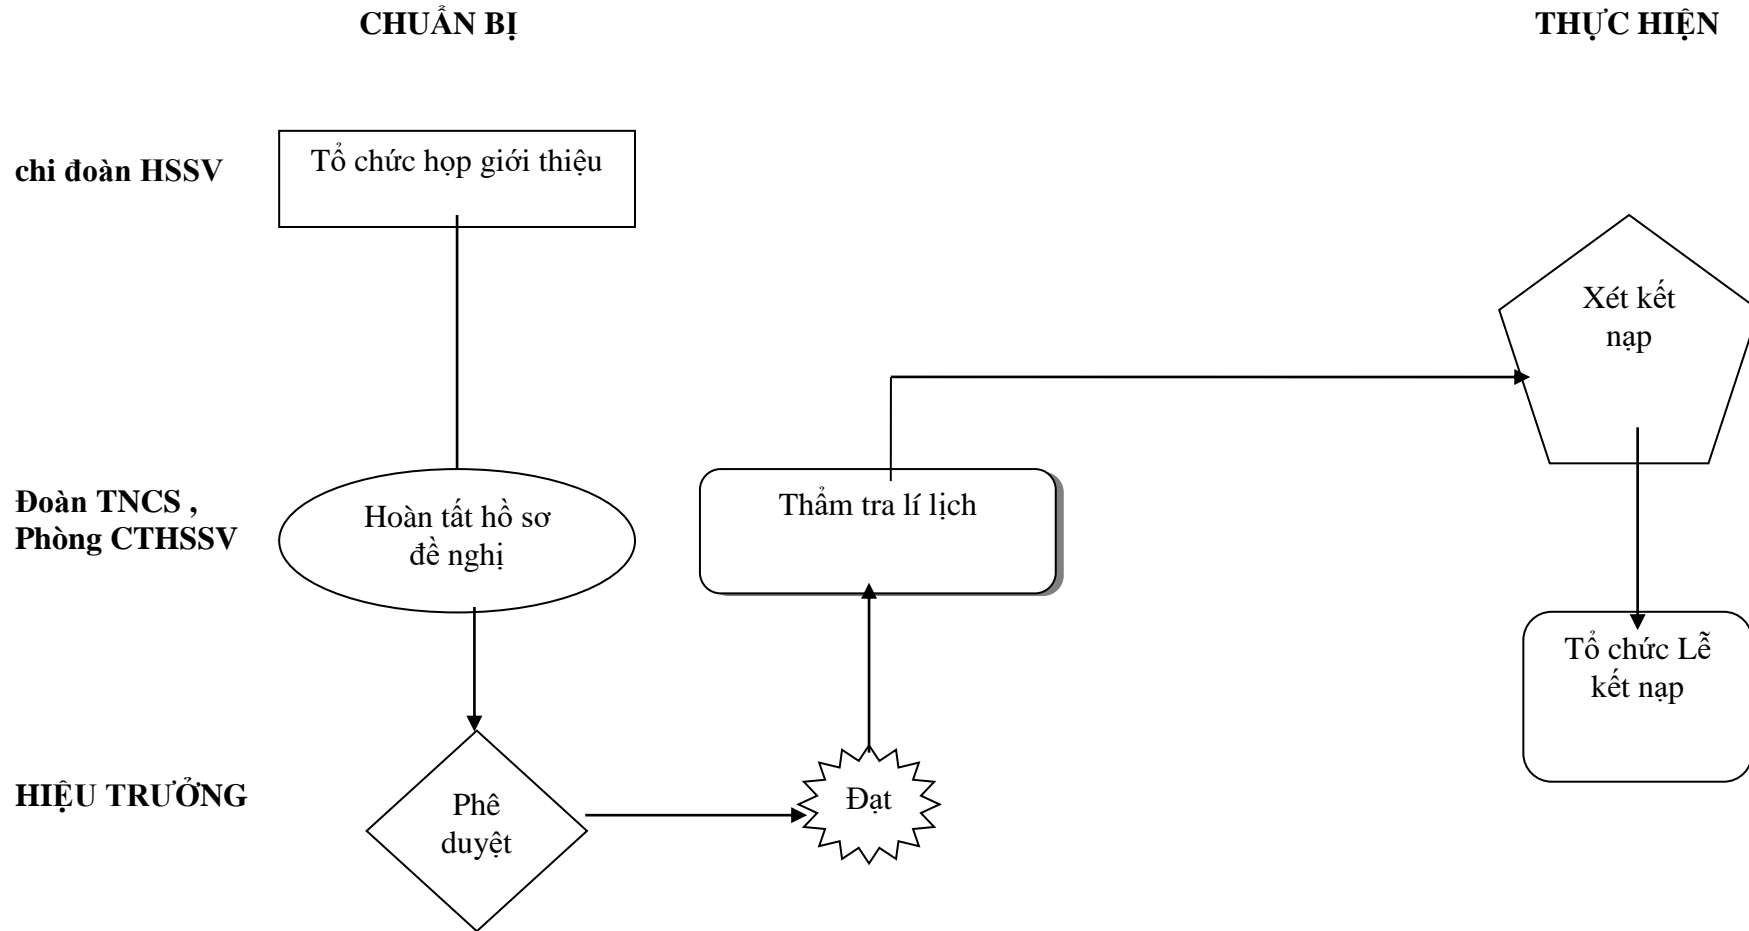 CHUẨN BỊ
THỰC HIỆN
chi đoàn HSSV
Tổ chức họp giới thiệu
Xét kết
nạp
Đoàn TNCS ,
Phòng CTHSSV
Hoàn tất hồ sơ
đề nghị
Thẩm tra lí lịch
Tổ chức Lễ
kết nạp
HIỆU TRƯỞNG
Phê
duyệt
Đạt